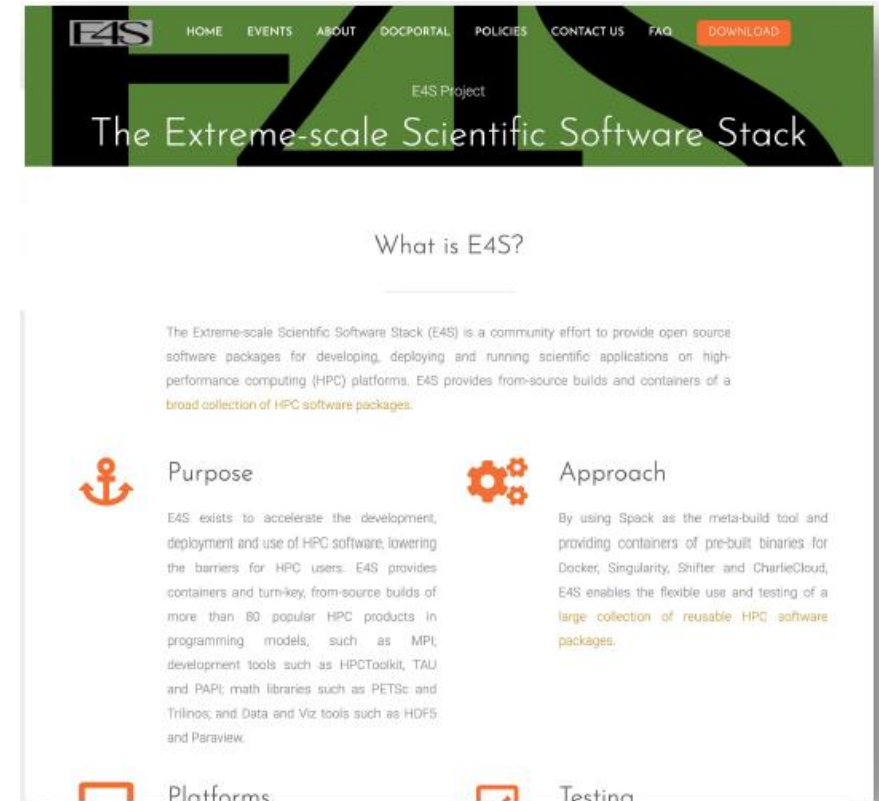 E4S HOME EVENTS ABOUT DOCPORTAL POLICIES CONTACT US FAQ DOWNLOAD
E4S Project
The Extreme-scale Scientific Software Stack
What is E4S?
The Extreme-scale Scientific Software Stack (E4S) is a community effort to provide open source
software packages for developing, deploying and running scientific applications on high-
performance computing (HPC) platforms. E4S provides from-source builds and containers of a
broad collection of HPC software packages.
Purpose
E4S exists to accelerate the development,
deployment and use of HPC software, lowering
the barriers for HPC users. E4S provides
containers and turn-key, from-source builds of
more than 80 popular HPC products in
programming models, such as MPI;
development tools such as HPCToolkit, TAU
and PAPI; math libraries such as PETSc and
Trilinos; and Data and Viz tools such as HDF5
and Paraview.
Approach
By using Spack as the meta-build tool and
providing containers of pre-built binaries for
Docker, Singularity, Shifter and CharlieCloud,
E4S enables the flexible use and testing of a
large collection of reusable HPC software
packages.
Platforms
Testing